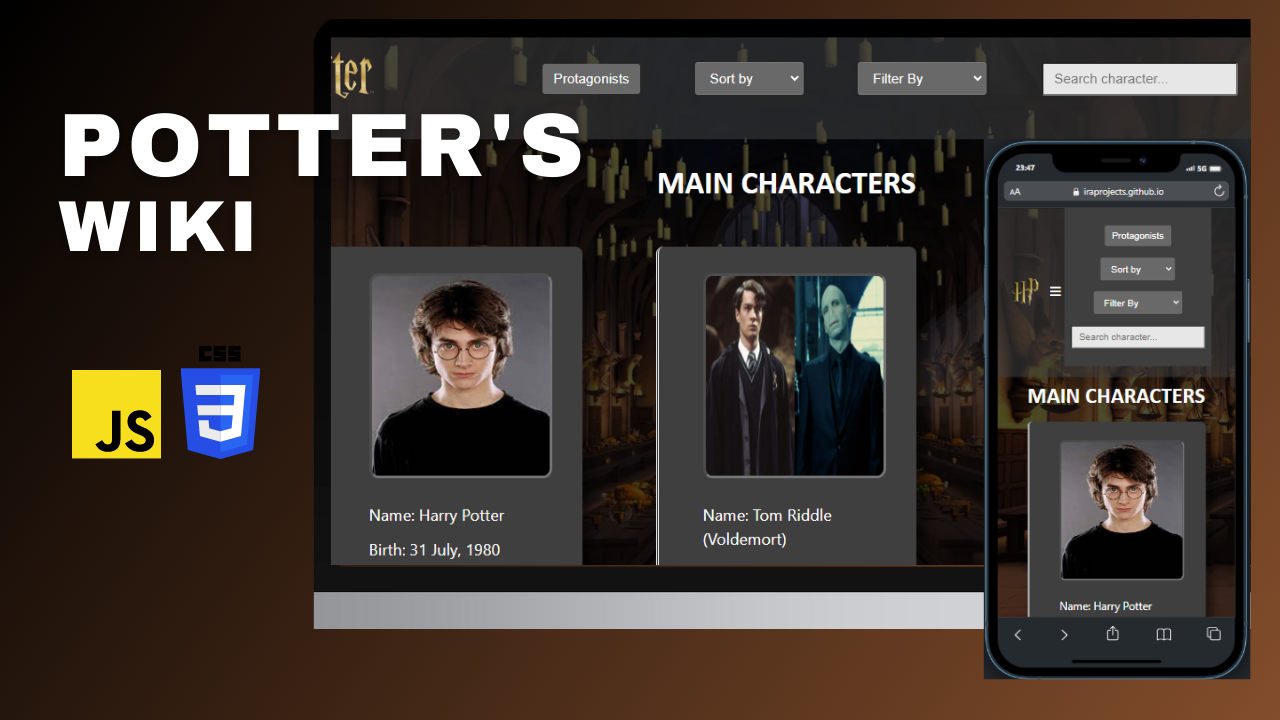 POTTER'S
WIKI
CSS
JS
3
tter
Protagonists
Sort by
Filter By
Search character...
MAIN CHARACTERS
Name: Harry Potter
Birth: 31 July, 1980
Name: Tom Riddle
(Voldemort)
23:47
5G
AA
iraprojects.github.io
Protagonists
Sort by
HP
Filter By
Search character...
MAIN CHARACTERS
Name: Harry Potter